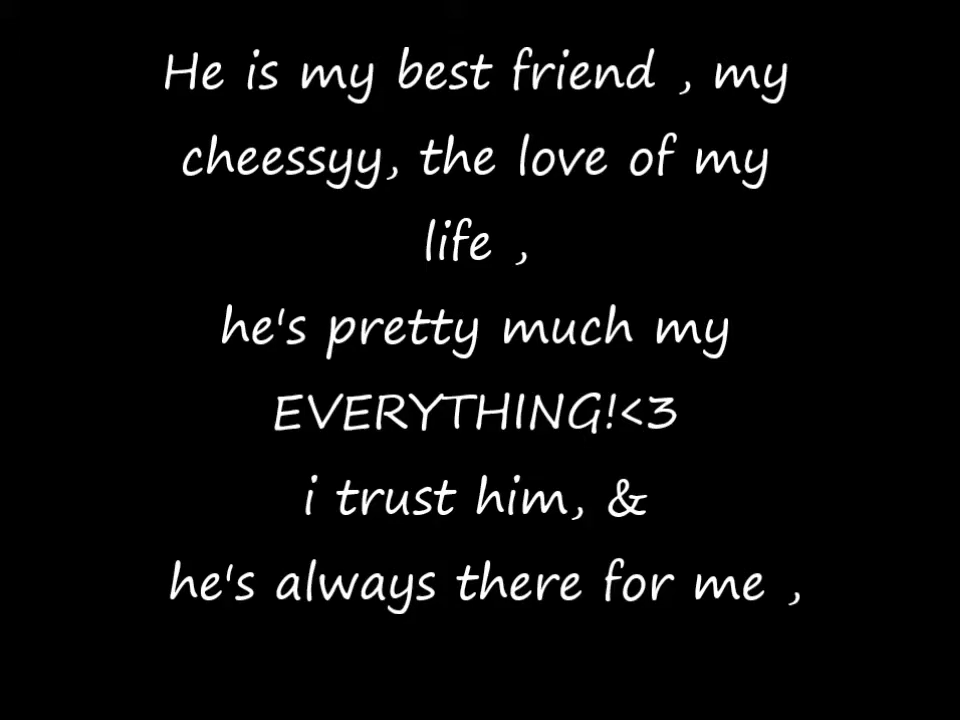 He is my best friend , my
cheessyy, the love of my
life ,
he's pretty much my
EVERYTHING!<3
i trust him, &
he's always there for me ,